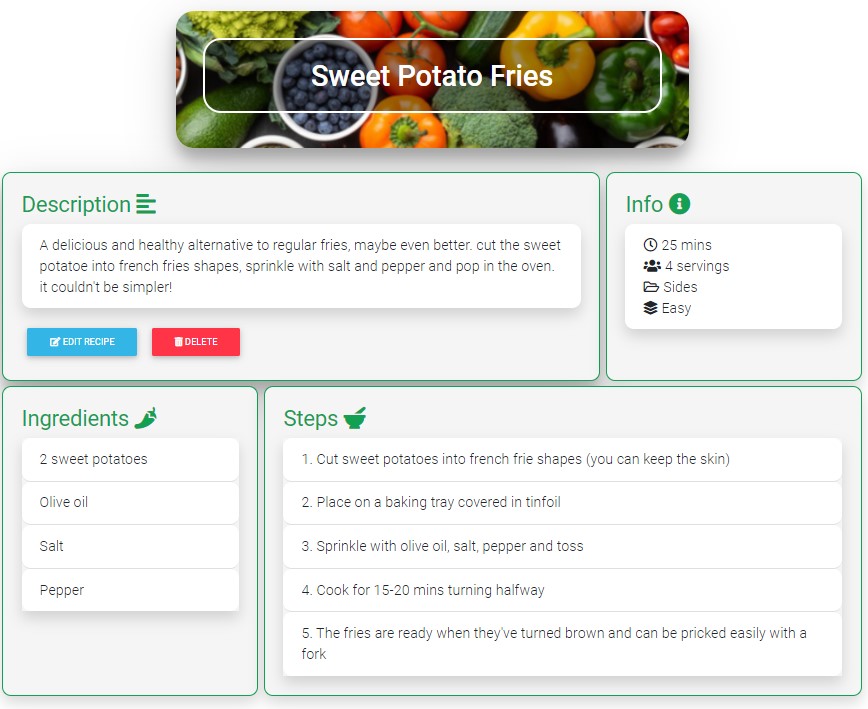 Sweet Potato Fries
Description
A delicious and healthy alternative to regular fries, maybe even better. cut the sweet
potatoe into french fries shapes, sprinkle with salt and pepper and pop in the oven.
it couldn't be simpler!
EDIT RECIPE
DELETE
Info
25 mins
4 servings
Sides
Easy
Ingredients
2 sweet potatoes
Olive oil
Salt
Pepper
Steps
1. Cut sweet potatoes into french frie shapes (you can keep the skin)
2. Place on a baking tray covered in tinfoil
3. Sprinkle with olive oil, salt, pepper and toss
4. Cook for 15-20 mins turning halfway
5. The fries are ready when they've turned brown and can be pricked easily with a
fork